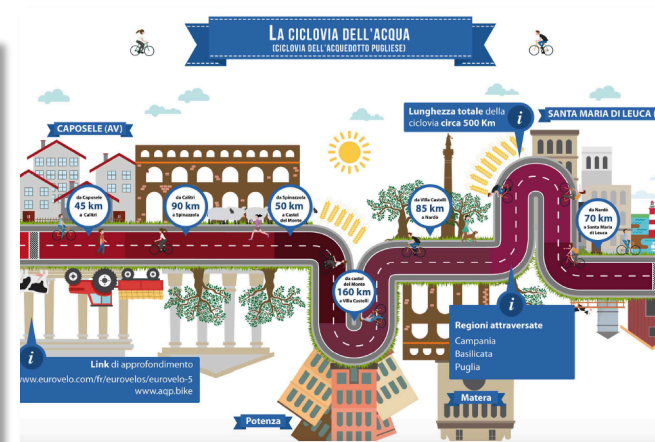 LA CICLOVIA DELL'ACQUA
(CICLOVIA DELL'ACQUEDOTTO PUGLIESE)
CAPOSELE (AV)
Lunghezza totale della
ciclovia circa 500 Km
i
SANTA MARIA DI LEUCA (
da Caposele
45 km
a Calitri
da Calitri
90 km
a Spinazzola
da Spinazzola
50 km
a Castel
del Monte
da castel
del Monte
160 km
a Villa Castelli
da Villa Castelli
85 km
a Nardò
da Nardò
70 km
a Santa Maria
di Leuca
i
Regioni attraversate
Campania
Basilicata
Puglia
i
Link di approfondimento
www.eurovelo.com/fr/eurovelos/eurovelo-5
www.aqp.bike
Potenza
Matera